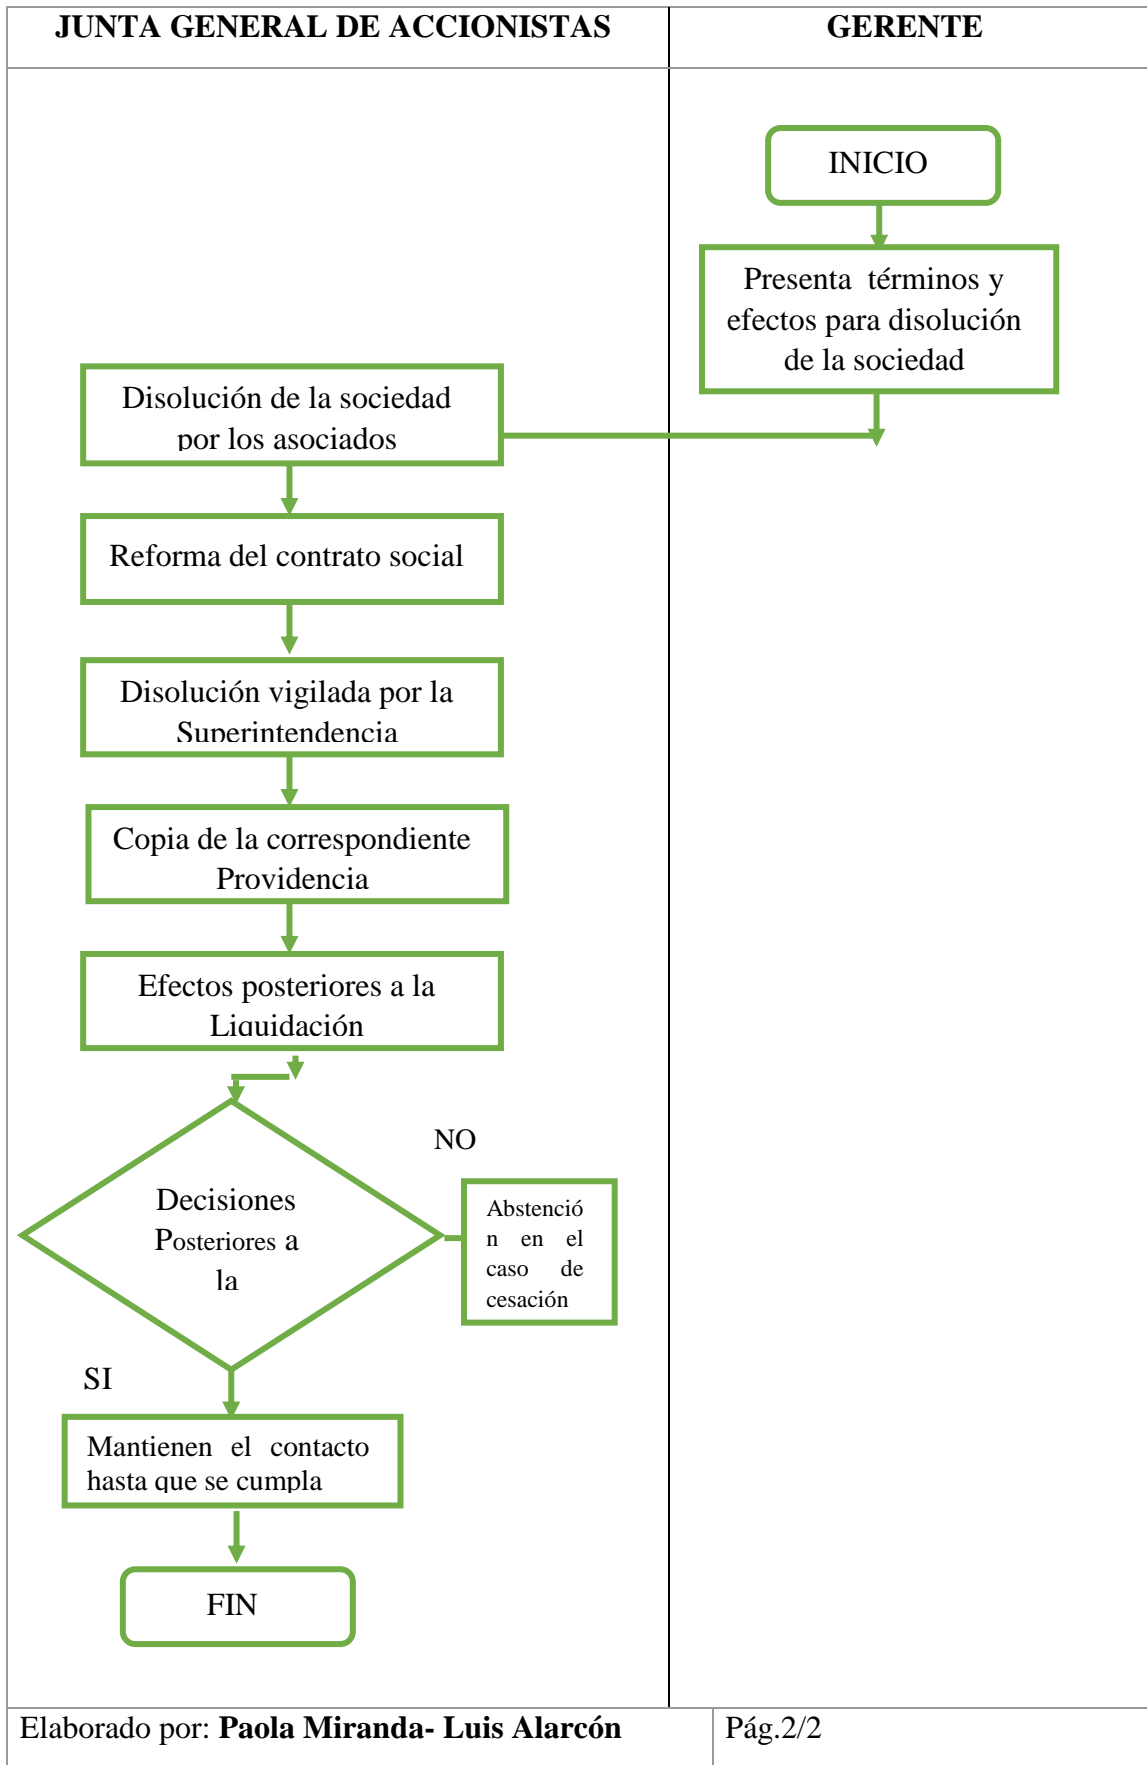 JUNTA GENERAL DE ACCIONISTAS
GERENTE
INICIO
Presenta términos y
efectos para disolución
de la sociedad
Disolución de la sociedad
por los asociados
Reforma del contrato social
Disolución vigilada por la
Superintendencia
Copia de la correspondiente
Providencia
Efectos posteriores a la
Liquidación
NO
Decisiones
Posteriores a
la
Abstenció
n en el
caso de
cesación
SI
Mantienen el contacto
hasta que se cumpla
FIN
Elaborado por: Paola Miranda- Luis Alarcón
Pág.2/2